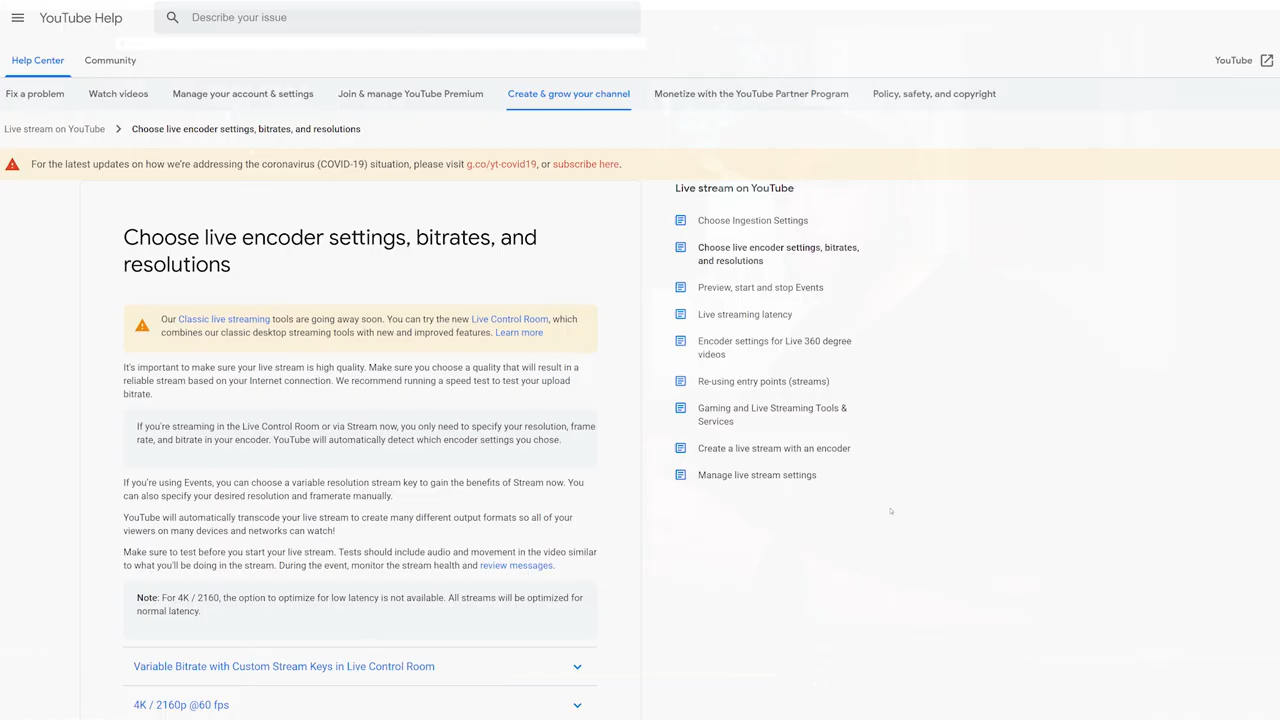 YouTube Help
Describe your issue
Help Center
Community
YouTube
Fix a problem
Watch videos
Manage your account & settings
Join & manage YouTube Premium
Create & grow your channel
Monetize with the YouTube Partner Program
Policy, safety, and copyright
Live stream on YouTube
Choose live encoder settings, bitrates, and resolutions
For the latest updates on how we're addressing the coronavirus (COVID-19) situation, please visit g.co/yt-covid19, or subscribe here.
Choose live encoder settings, bitrates, and
resolutions
Our Classic live streaming tools are going away soon. You can try the new Live Control Room, which
combines our classic desktop streaming tools with new and improved features. Learn more
It's important to make sure your live stream is high quality. Make sure you choose a quality that will result in a
reliable stream based on your Internet connection. We recommend running a speed test to test your upload
bitrate.
If you're streaming in the Live Control Room or via Stream now, you only need to specify your resolution, frame
rate, and bitrate in your encoder. YouTube will automatically detect which encoder settings you chose.
If you're using Events, you can choose a variable resolution stream key to gain the benefits of Stream now. You
can also specify your desired resolution and framerate manually.
YouTube will automatically transcode your live stream to create many different output formats so all of your
viewers on many devices and networks can watch!
Make sure to test before you start your live stream. Tests should include audio and movement in the video similar
to what you'll be doing in the stream. During the event, monitor the stream health and review messages.
Note: For 4K / 2160, the option to optimize for low latency is not available. All streams will be optimized for
normal latency.
Variable Bitrate with Custom Stream Keys in Live Control Room
4K / 2160p @60 fps
Live stream on YouTube
Choose Ingestion Settings
Choose live encoder settings, bitrates,
and resolutions
Preview, start and stop Events
Live streaming latency
Encoder settings for Live 360 degree
videos
Re-using entry points (streams)
Gaming and Live Streaming Tools &
Services
Create a live stream with an encoder
Manage live stream settings